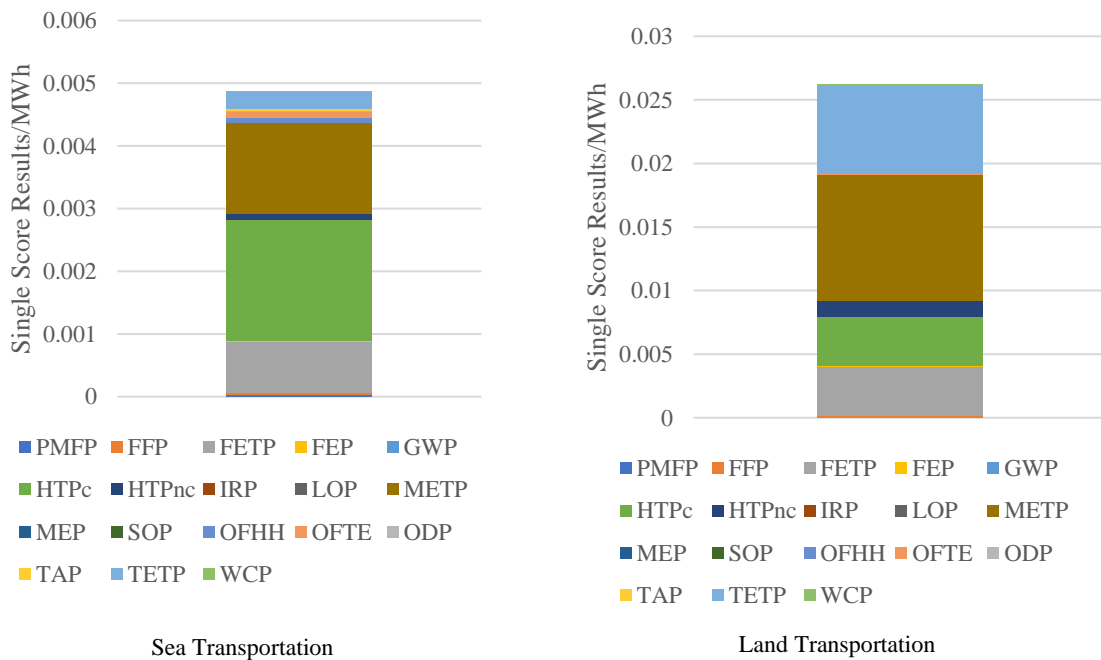 Single Score Results/MWh
0.006
0.005
0.004
0.003
0.002
0.001
0
PMFP FFP FETP FEP GWP
HTPc HTPnc IRP LOP METP
MEP SOP OFHH OFTE ODP
TAP TETP WCP
Sea Transportation
Single Score Results/MWh
0.03
0.025
0.02
0.015
0.01
0.005
0
PMFP FFP FETP FEP GWP
HTPc HTPnc IRP LOP METP
MEP SOP OFHH OFTE ODP
TAP TETP WCP
Land Transportation